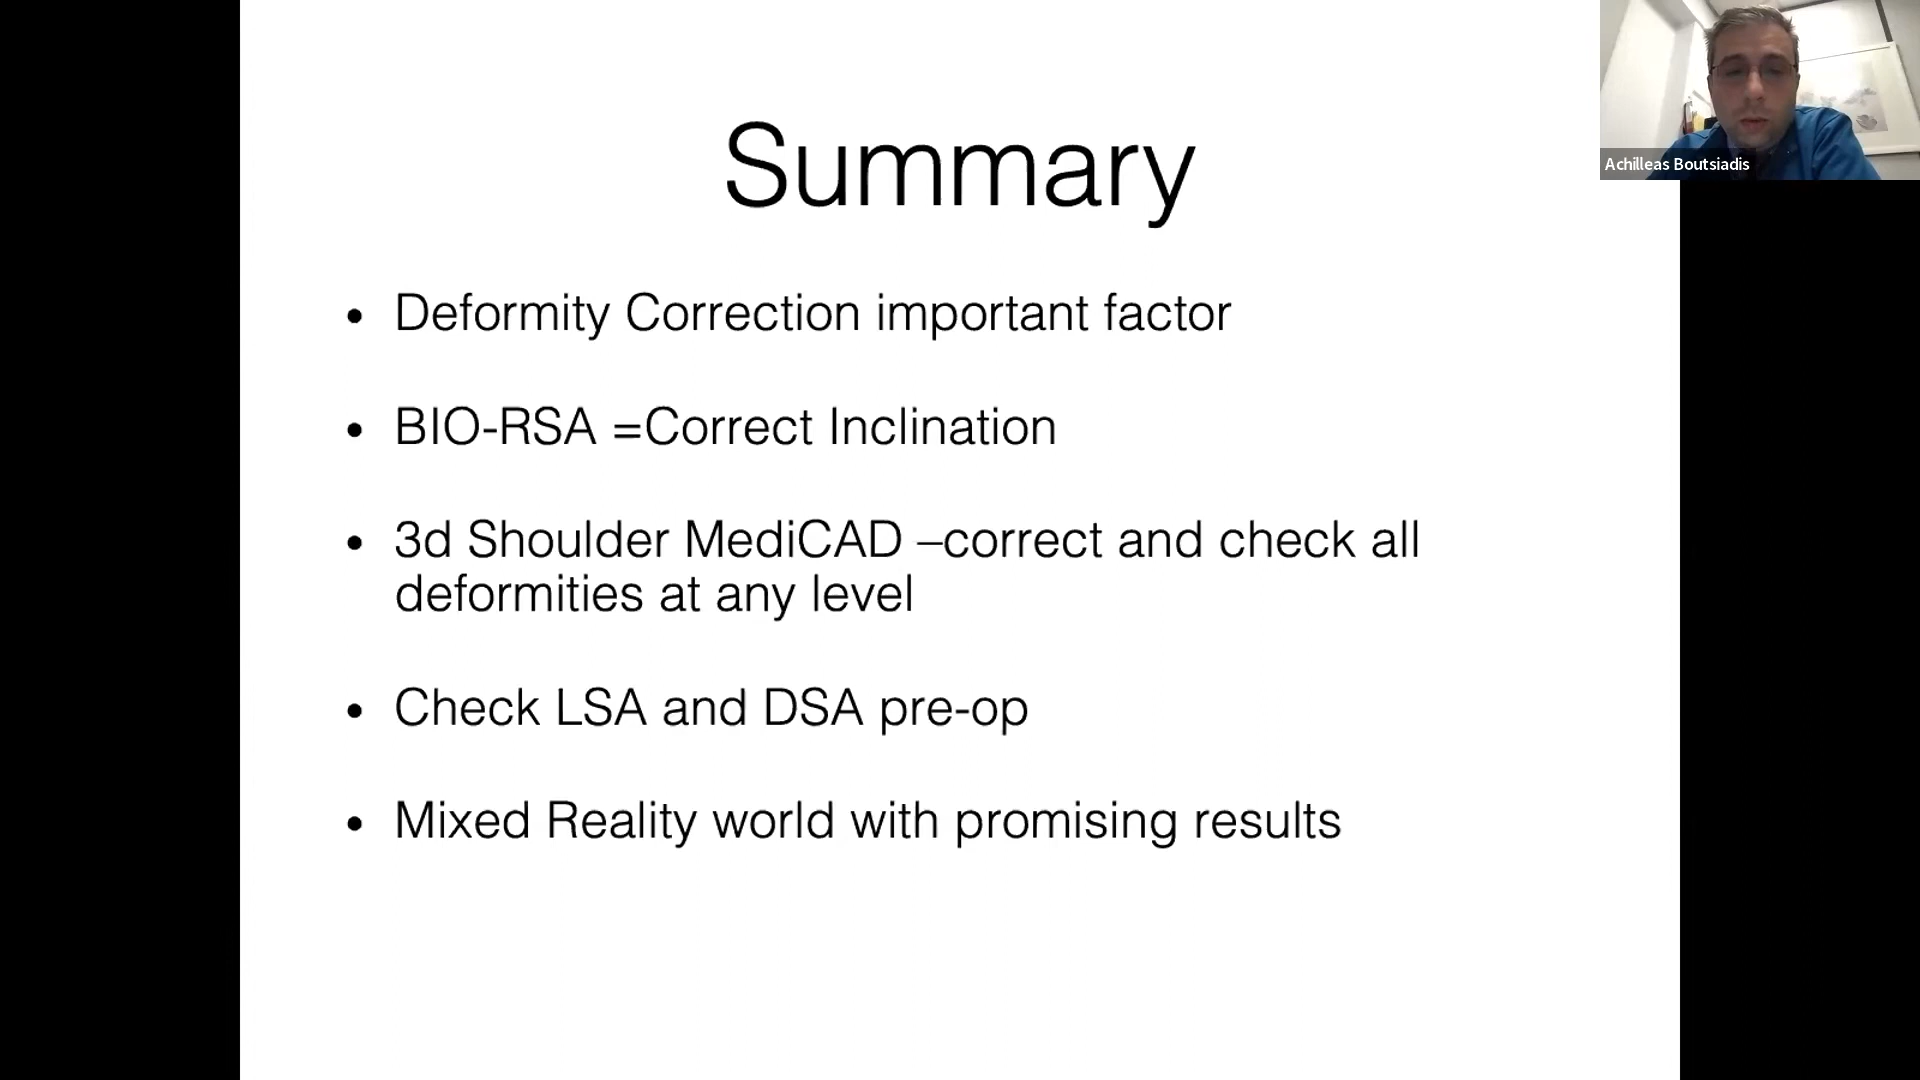 Summary
• Deformity Correction important factor
• BIO-RSA =Correct Inclination
• 3d Shoulder MediCAD –correct and check all
deformities at any level
• Check LSA and DSA pre-op
• Mixed Reality world with promising results
Achilleas Boutsiadis